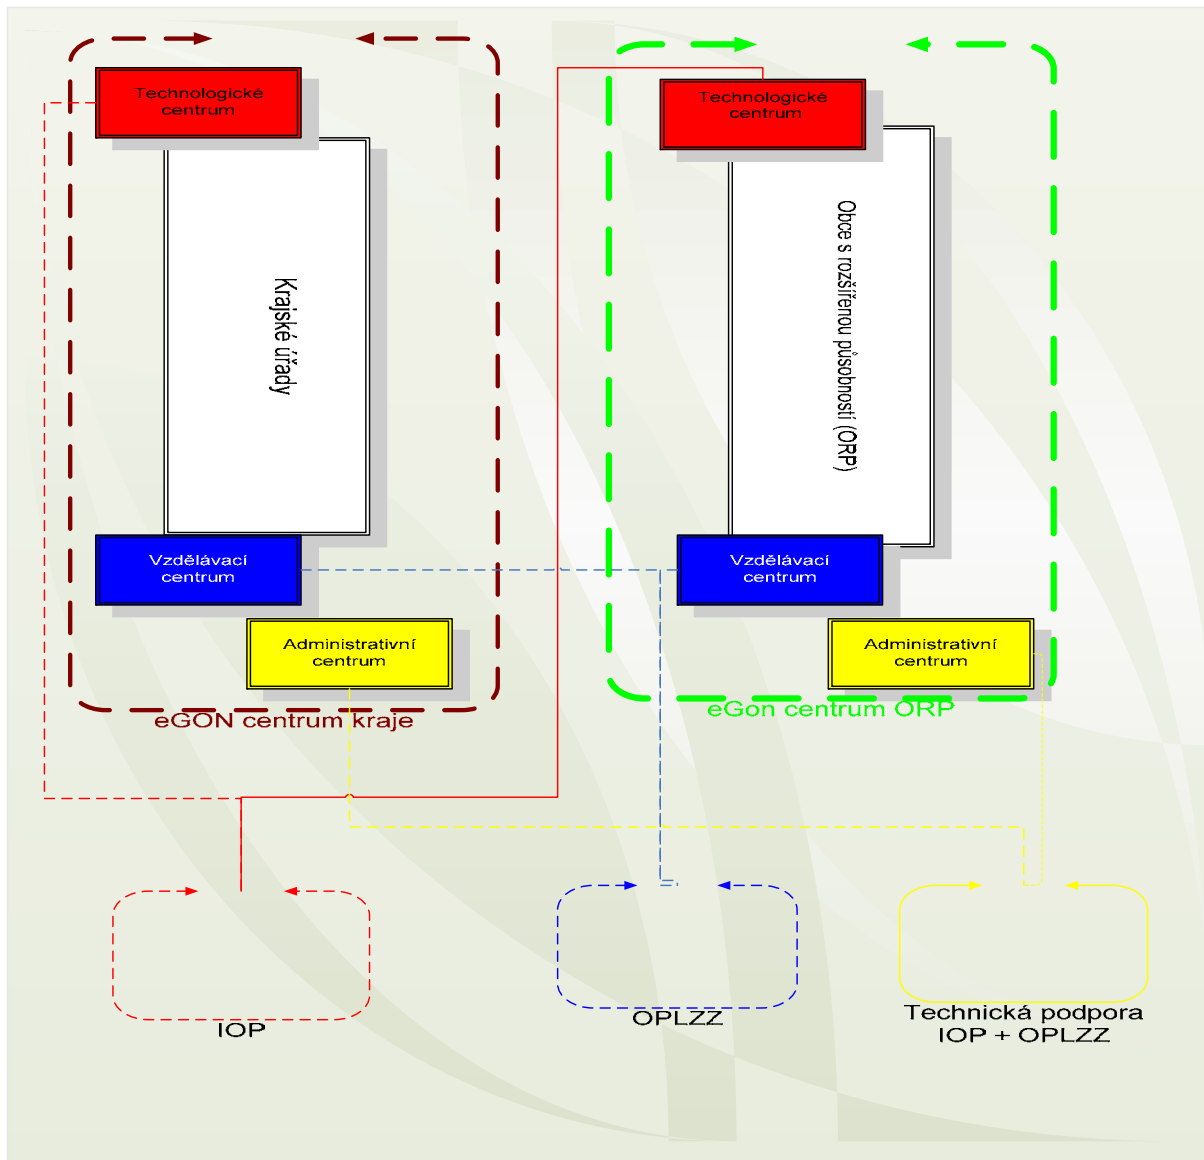 Technologické
centrum
Krajské úřady
Vzdělávací
centrum
Administrativní
centrum
eGON centrum kraje
Technologické
centrum
Obce s rozšířenou působností (ORP)
Vzdělávací
centrum
Administrativní
centrum
eGon centrum ORP
IOP
OPLZZ
Technická podpora
IOP + OPLZZ